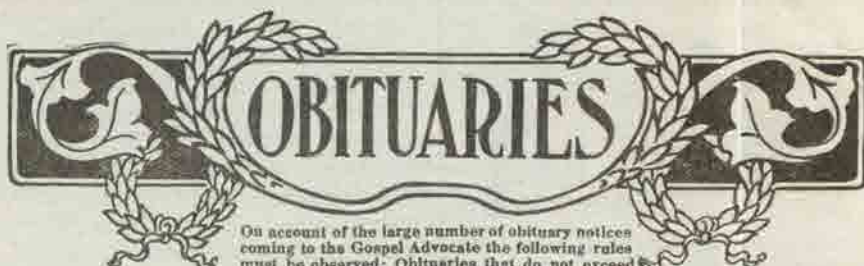 OBITUARIES
On account of the large number of obituary notices
coming to the Gospel Advocate the following rules
must be observed: Obituaries that do not exceed